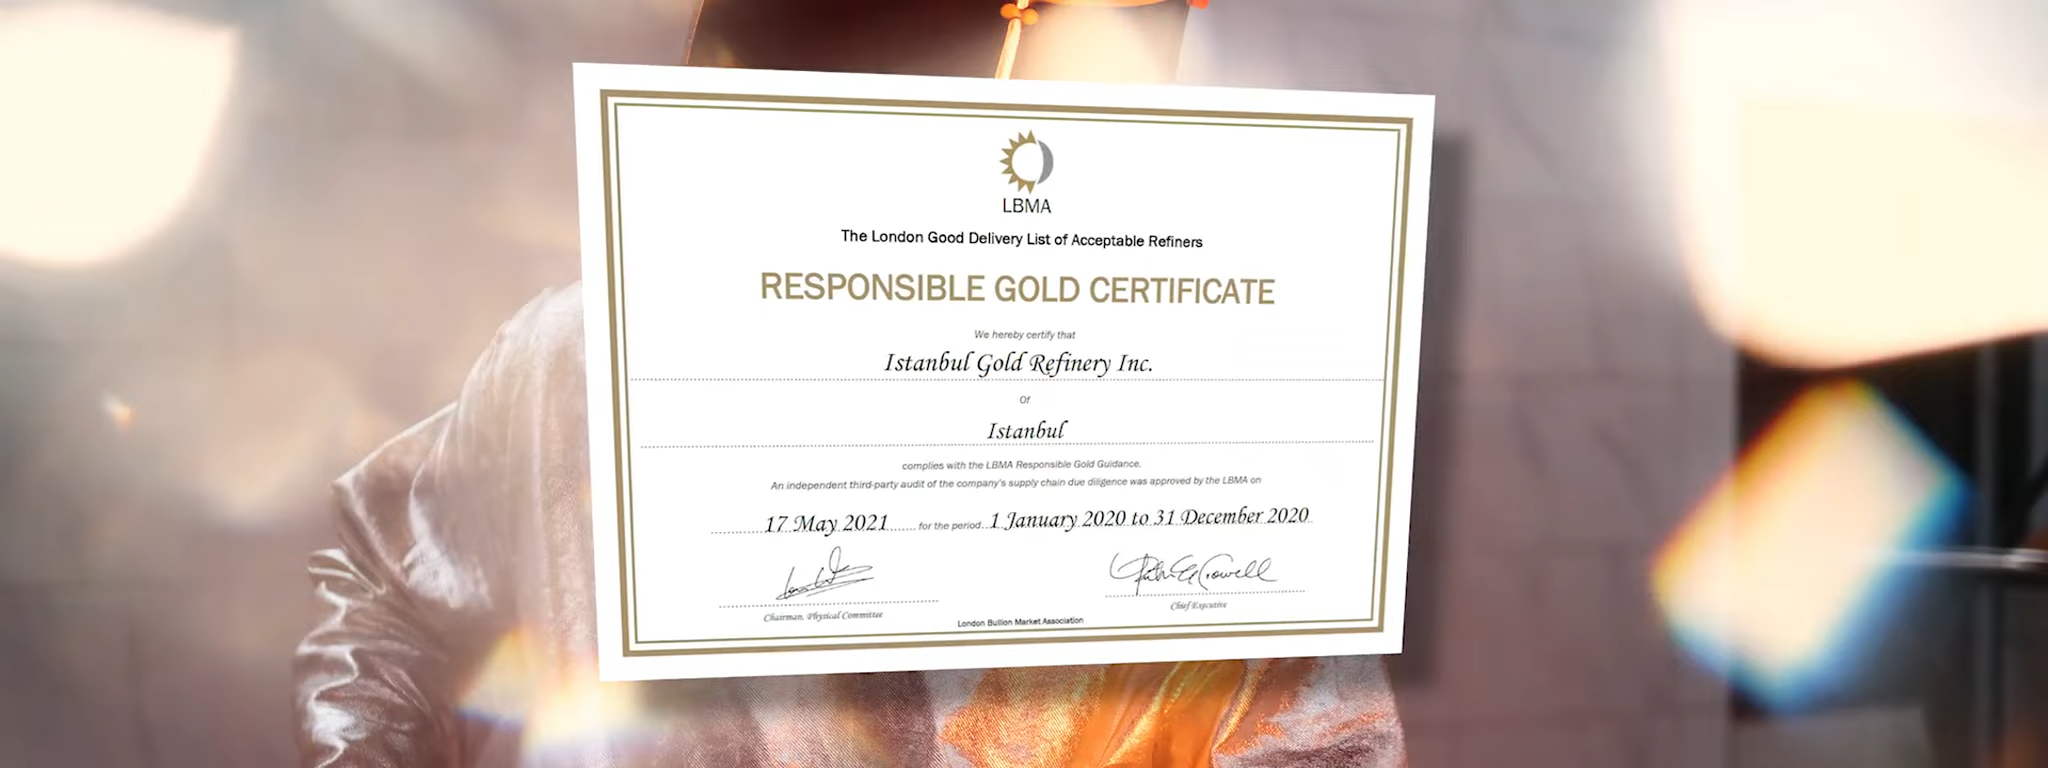 LBMA
The London Good Delivery List of Acceptable Refiners
RESPONSIBLE GOLD CERTIFICATE
We hereby certify that
Istanbul Gold Refinery Inc.
Of
Istanbul
complies with the LBMA Responsible Gold Guidance.
An independent third-party audit of the company's supply chain due diligence was approved by the LBMA on
17 May 2021 for the period 1 January 2020 to 31 December 2020
Chairman, Physical Committee
Chief Executive
London Bullion Market Association